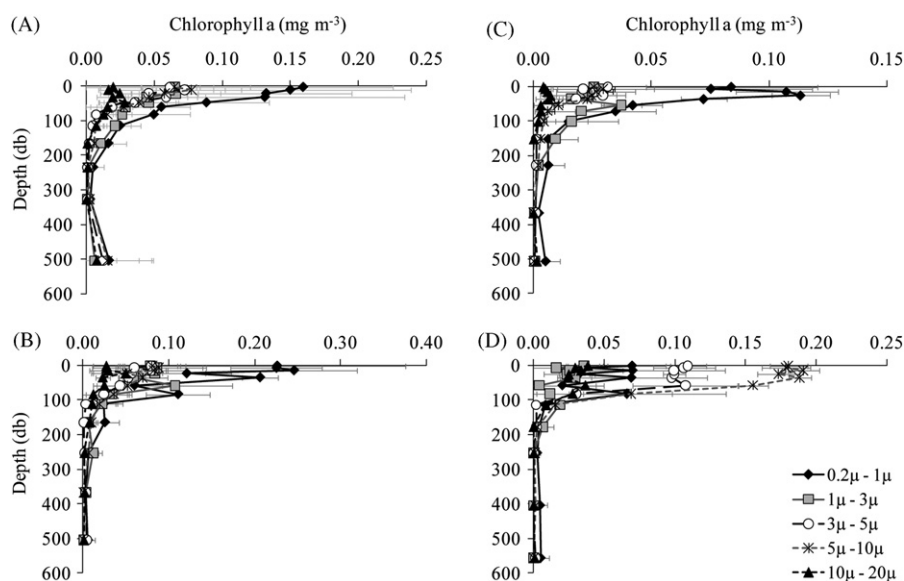 (A)
Chlorophyll a (mg m-3)
0.00 0.05 0.10 0.15 0.20 0.25
Depth (db)
0
100
200
300
400
500
600
(C)
Chlorophyll a (mg m-3)
0.00 0.05 0.10 0.15
0
100
200
300
400
500
600
(B)
0.00 0.10 0.20 0.30 0.40
Depth (db)
0
100
200
300
400
500
600
(D)
0.00 0.05 0.10 0.15 0.20 0.25
0
100
200
300
400
500
600
0.2μ - 1μ
1μ - 3μ
3μ - 5μ
5μ -10μ
10μ - 20μ